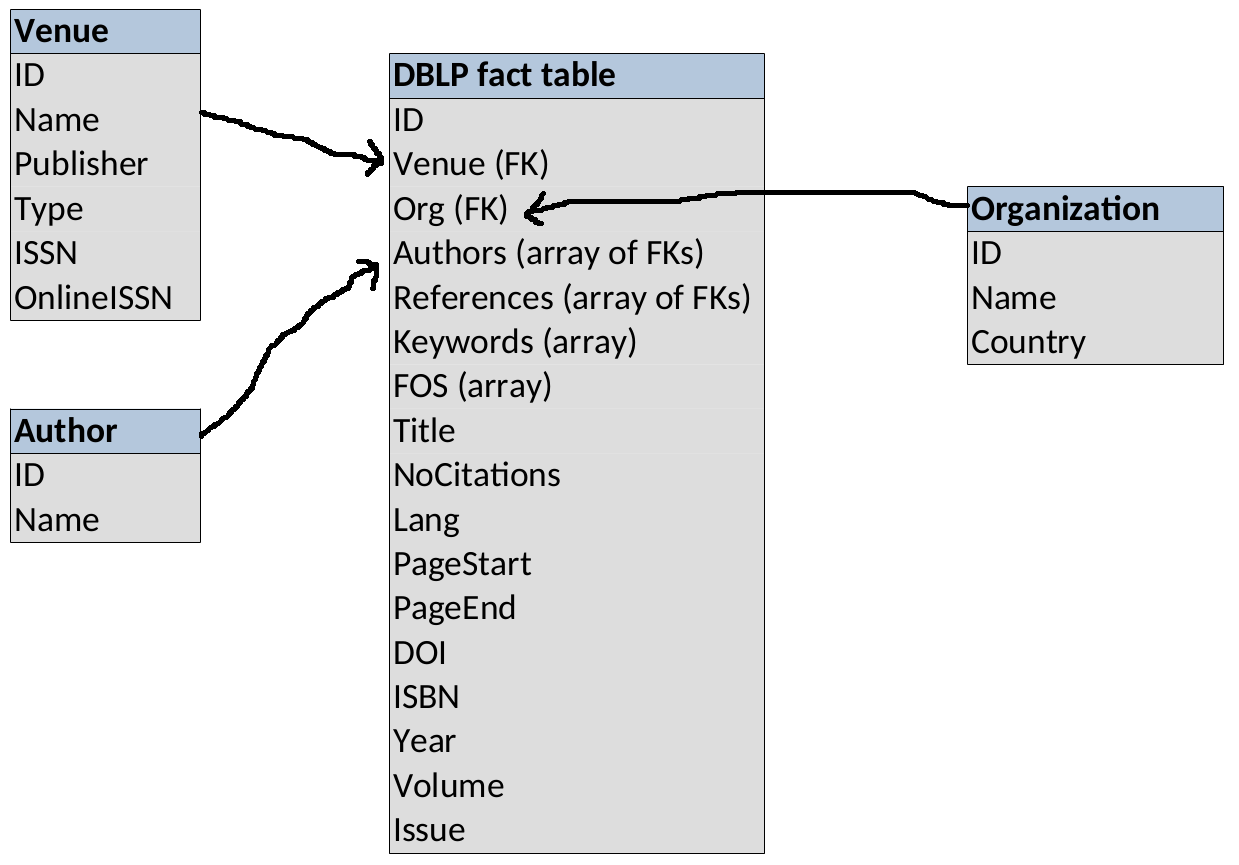 Venue
ID
Name
Publisher
Type
ISSN
OnlineISSN
Author
ID
Name
DBLP fact table
ID
Venue (FK)
Org (FK)
Authors (array of FKs)
References (array of FKs)
Keywords (array)
FOS (array)
Title
NoCitations
Lang
PageStart
PageEnd
DOI
ISBN
Year
Volume
Issue
Organization
ID
Name
Country